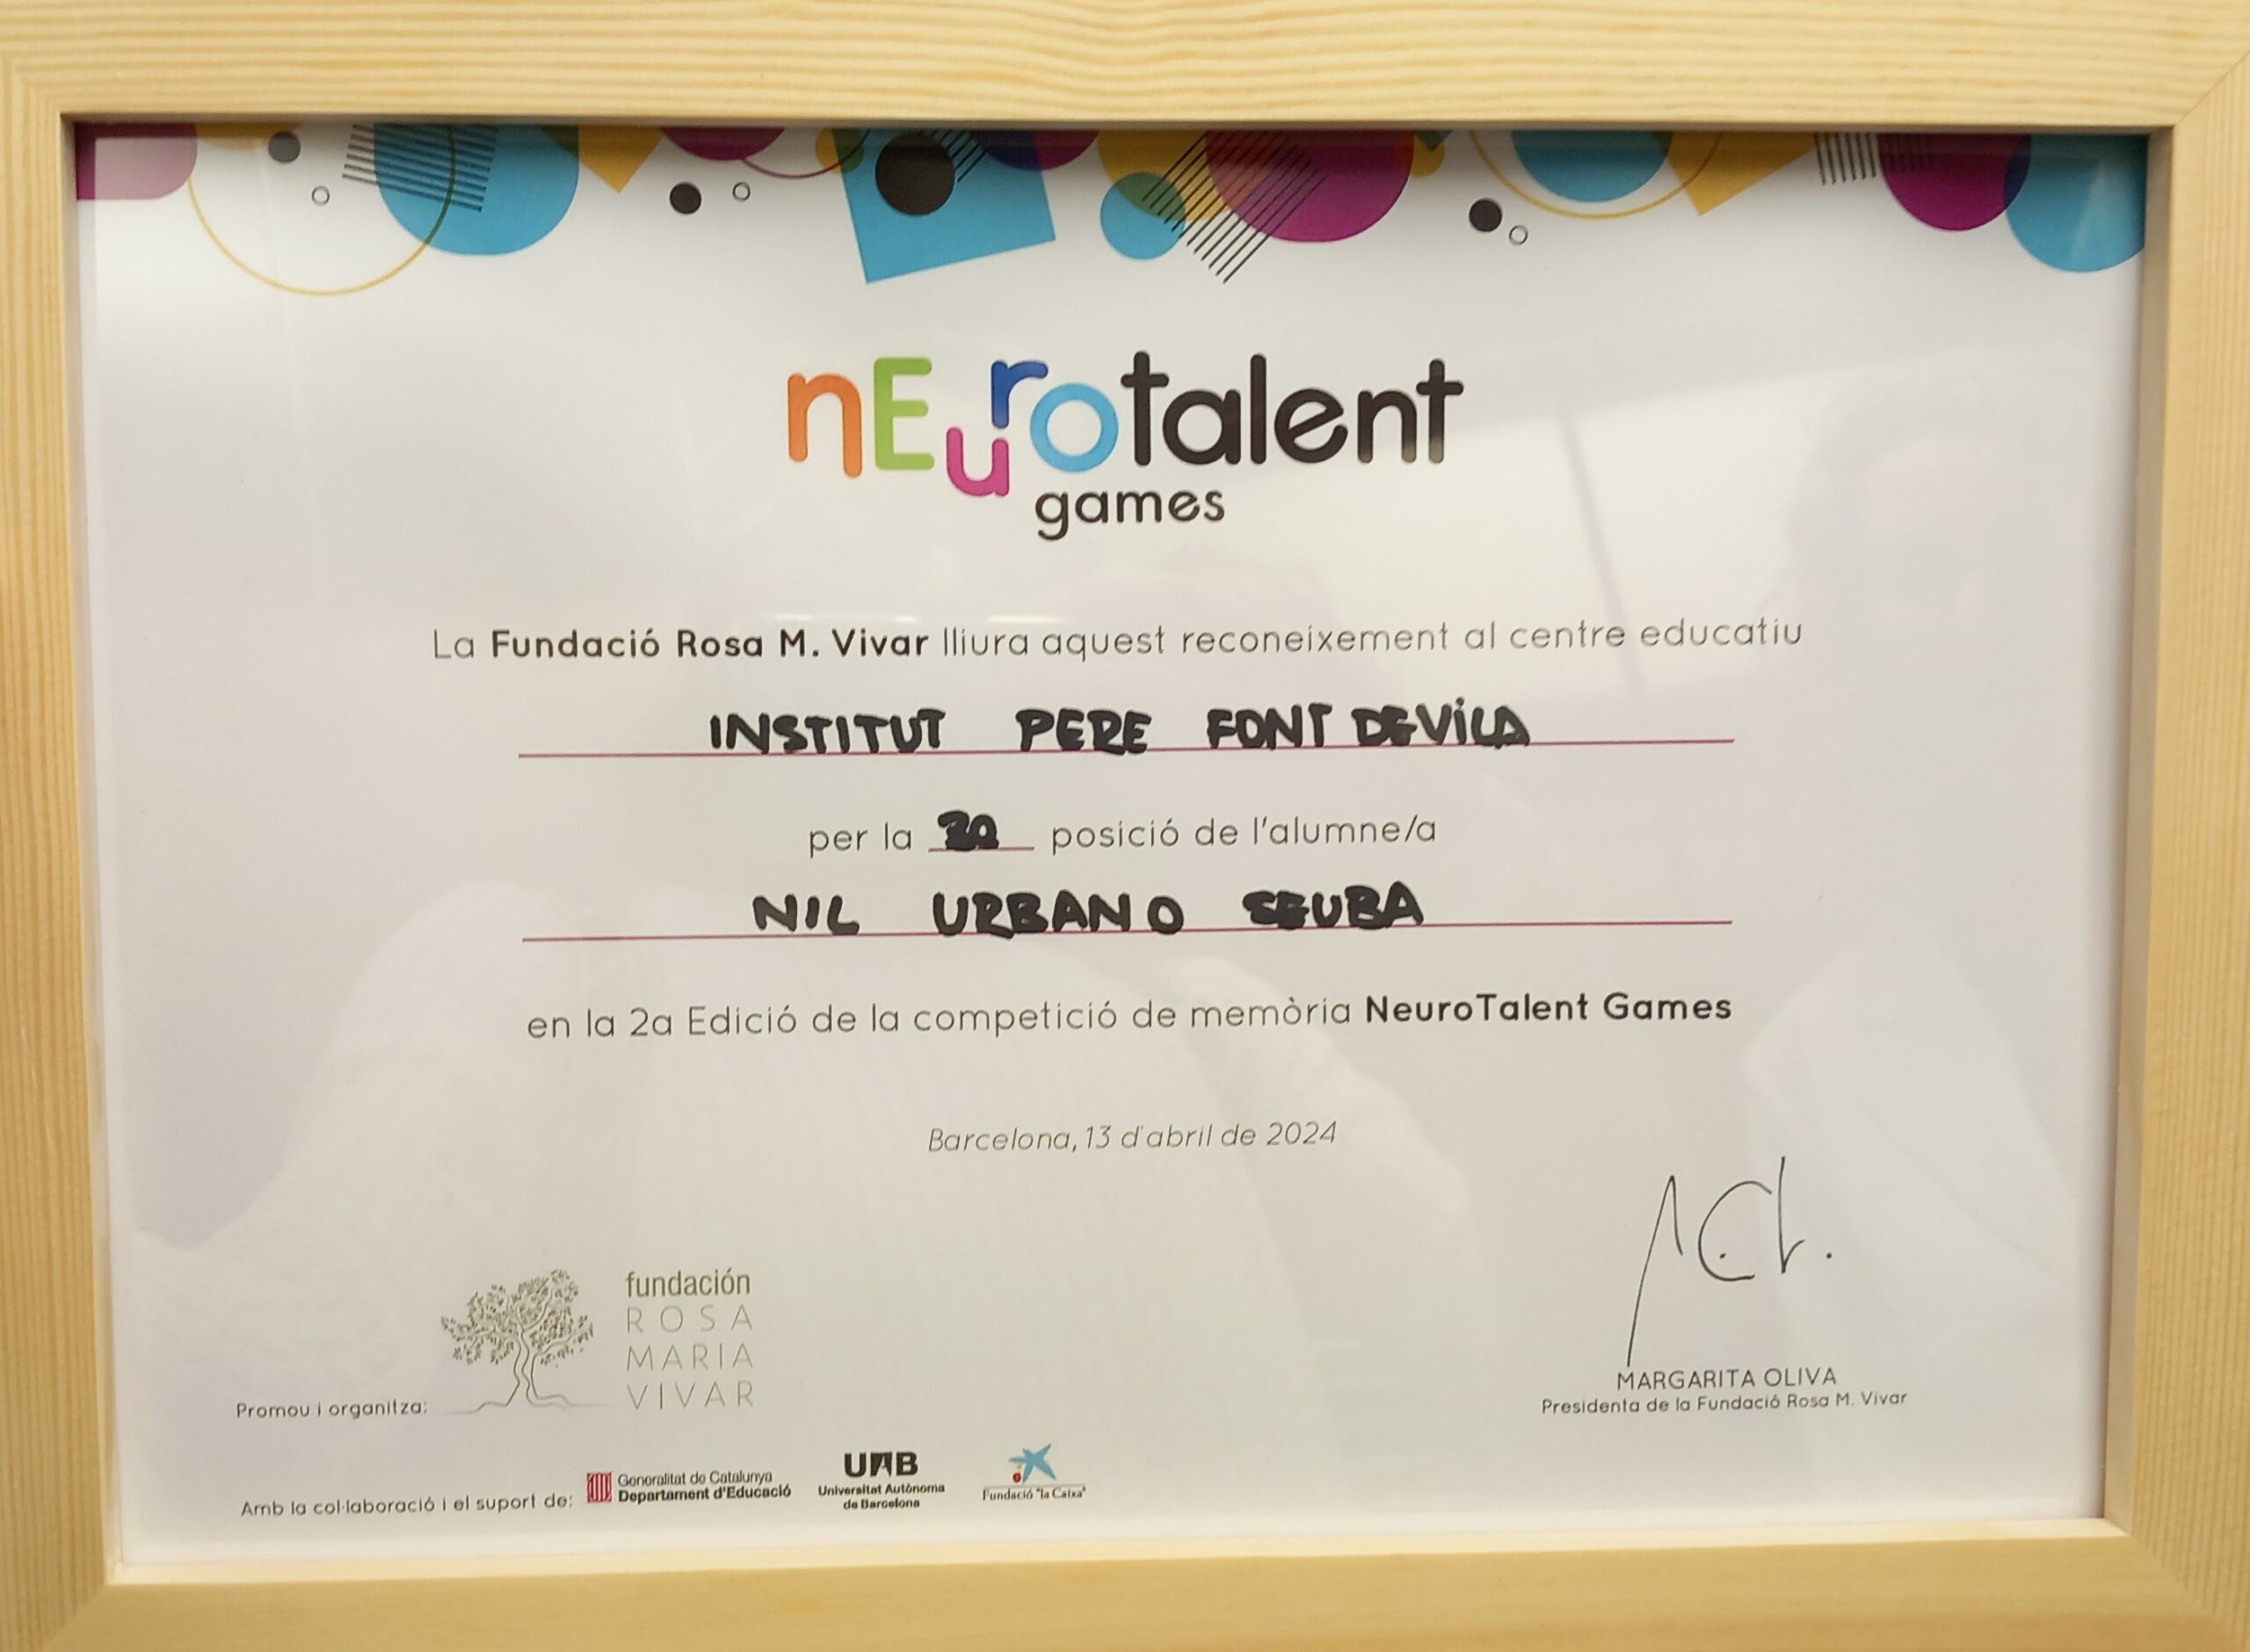 nEurotalent
games
La Fundació Rosa M. Vivar lliura aquest reconeixement al centre educatiu
INSTITUT PERE FONTDEVILA
per la posició de l'alumne/a
NIL URBANO SEUBA
en la 2a Edició de la competició de memòria NeuroTalent Games
Barcelona, 13 d'abril de 2024
fundación
ROSA
MARIA
VIVAR
Promou i organitza:
MARGARITA OLIVA
Presidenta de la Fundació Rosa M. Vivar
Amb la col·laboració i el suport de:
Generalitat de Catalunya
Departament d'Educació
UAB
Universitat Autònoma
de Barcelona
Fundació "la Caixa"